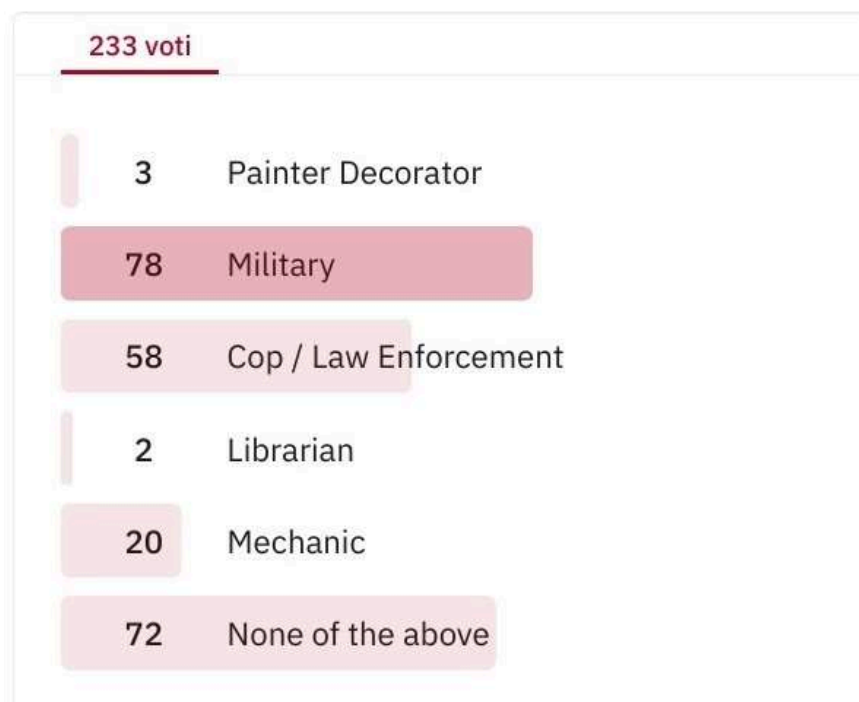 233 voti
3 Painter Decorator
78 Military
58 Cop / Law Enforcement
2 Librarian
20 Mechanic
72 None of the above